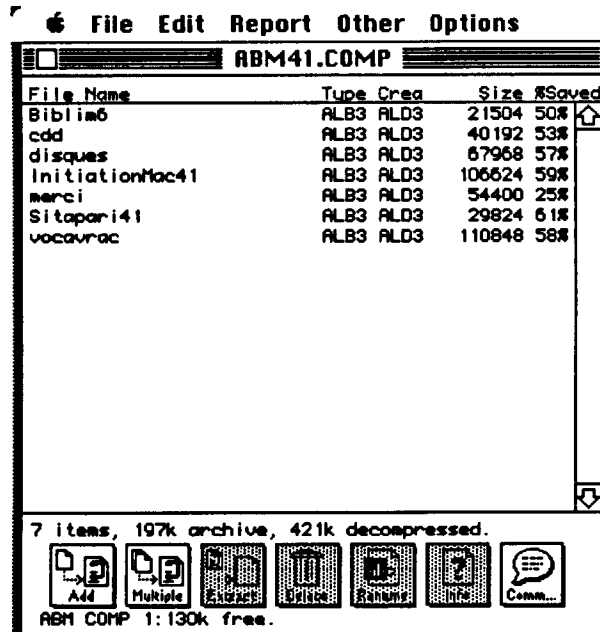 File Edit Report Other Options
ABM41.COMP
File Name Type Crea Size %Saved
Biblim6 ALB3 ALD3 21504 50%
cdd ALB3 ALD3 40192 53%
disques ALB3 ALD3 67968 57%
InitiationMac41 ALB3 ALD3 106624 59%
merci ALB3 ALD3 54400 25%
Sitapari41 ALB3 ALD3 29824 61%
vocavrac ALB3 ALD3 110848 58%
7 items, 197k archive, 421k decompressed.
Add Multiple Extract Delete Rename Info Comm...
ABM COMP 1:130k free.